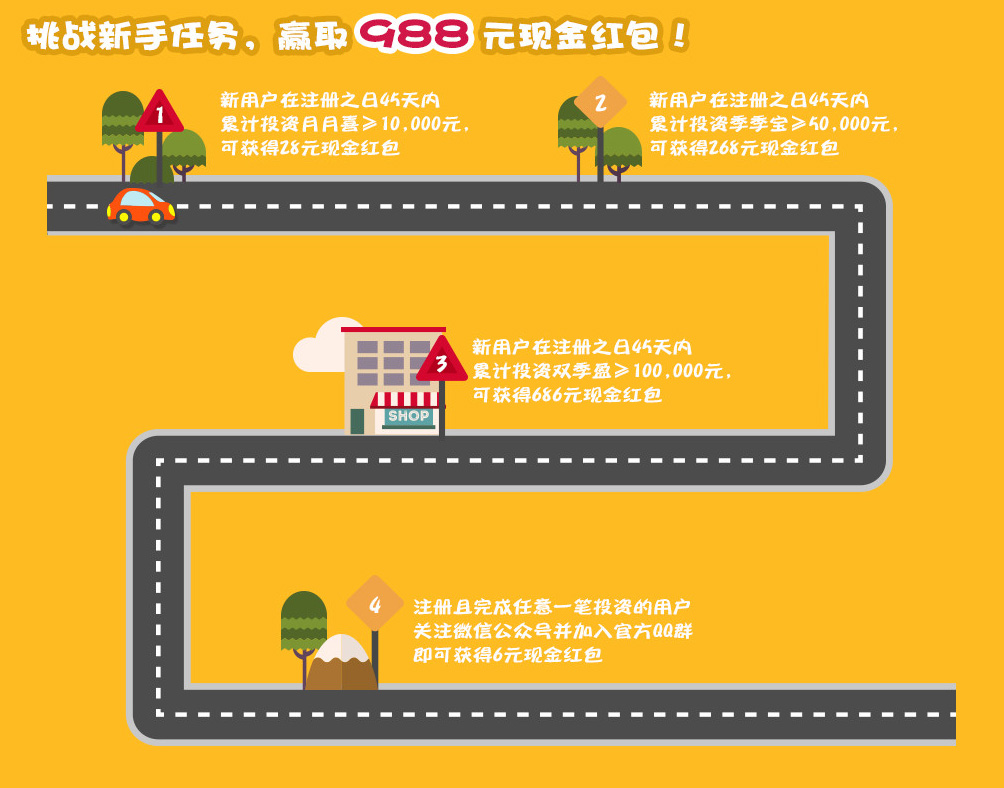 挑战新手任务，赢取988元现金红包！
1
新用户在注册之日45天内
累计投资月月喜≥10,000元，
可获得28元现金红包
2
新用户在注册之日45天内
累计投资季季宝≥50,000元，
可获得268元现金红包
3
新用户在注册之日45天内
累计投资双季盈≥100,000元，
可获得686元现金红包
SHOP
4
注册且完成任意一笔投资的用户
关注微信公众号并加入官方QQ群
即可获得6元现金红包